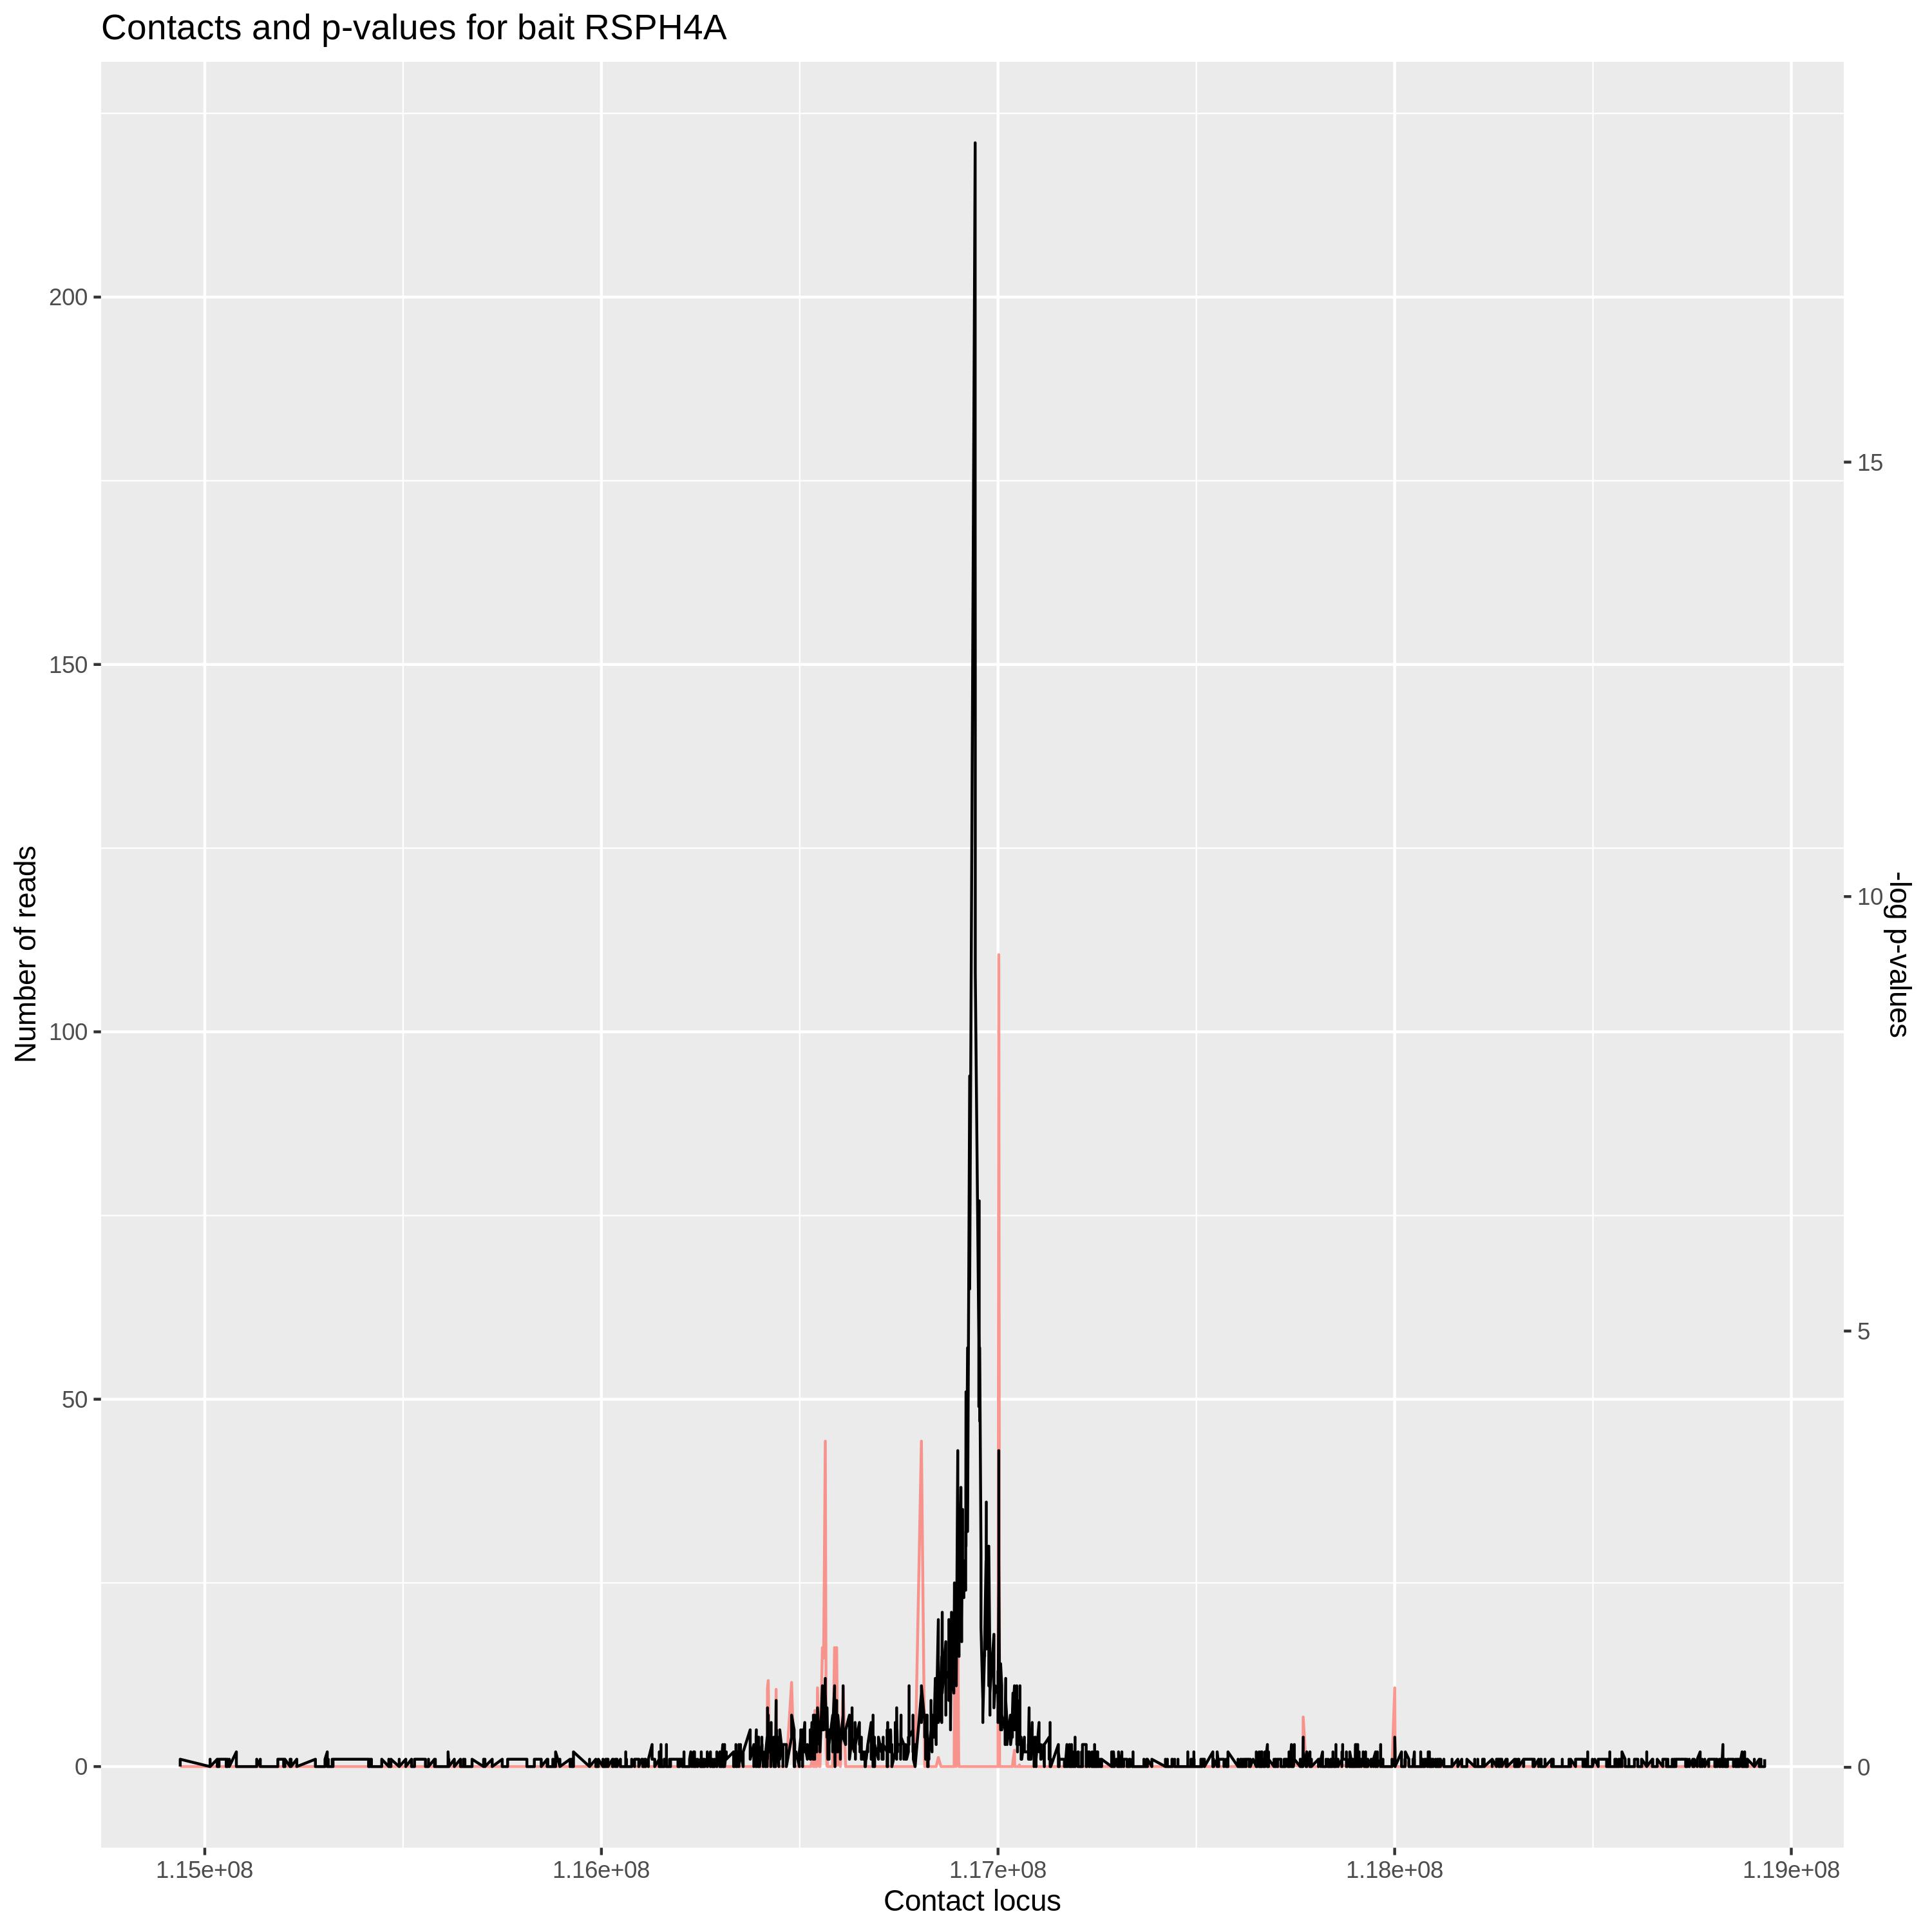 Contacts and p-values for bait RSPH4A
Number of reads
200
150
100
50
0
15
10
5
0
-log p-values
1.15e+08 1.16e+08 1.17e+08 1.18e+08 1.19e+08
Contact locus